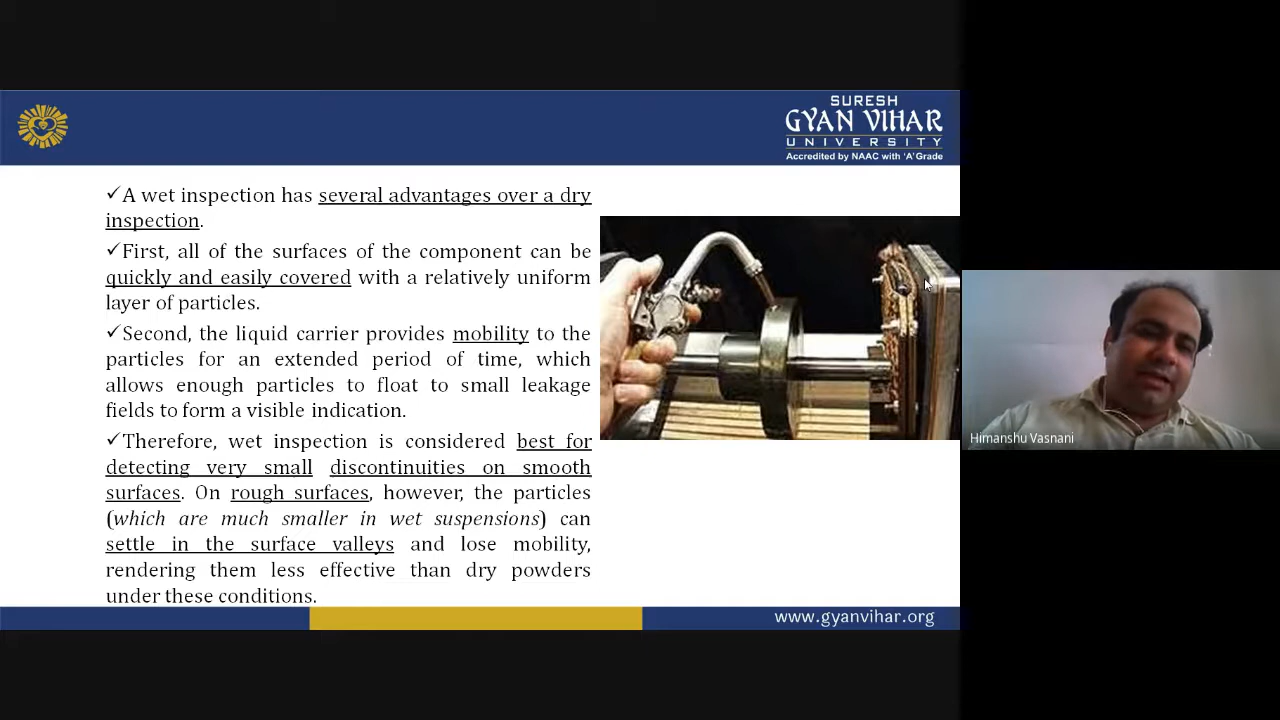 SURESH
GYAN VIHAR
UNIVERSITY
Accredited by NAAC with 'A' Grade
✓A wet inspection has several advantages over a dry
inspection.
✓First, all of the surfaces of the component can be
quickly and easily covered with a relatively uniform
layer of particles.
✓Second, the liquid carrier provides mobility to the
particles for an extended period of time, which
allows enough particles to float to small leakage
fields to form a visible indication.
✓Therefore, wet inspection is considered best for
detecting very small discontinuities on smooth
surfaces. On rough surfaces, however, the particles
(which are much smaller in wet suspensions) can
settle in the surface valleys and lose mobility,
rendering them less effective than dry powders
under these conditions.
www.gyanvihar.org
Himanshu Vasnani